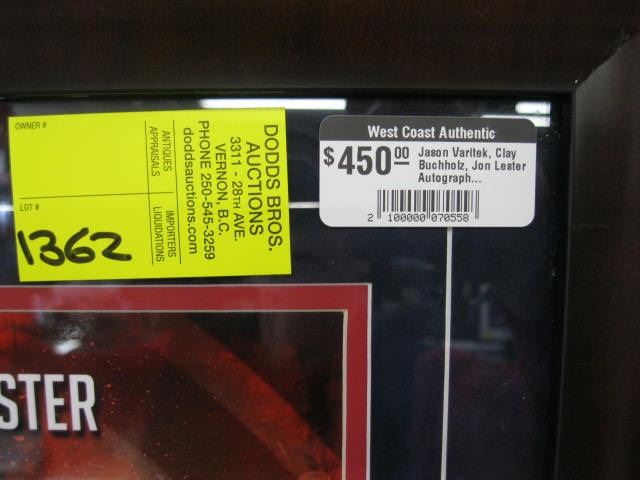 OWNER #
LOT #
1362
ANTIQUES
APPRAISALS
IMPORTERS
LIQUIDATIONS
DODDS BROS.
AUCTIONS
3311 - 28TH AVE.
VERNON, B.C.
PHONE 250-545-3259
doddsauctions.com
West Coast Authentic
$450.00
Jason Varitek, Clay
Buchholz, Jon Lester
Autograph...
2 100000 070558
STER